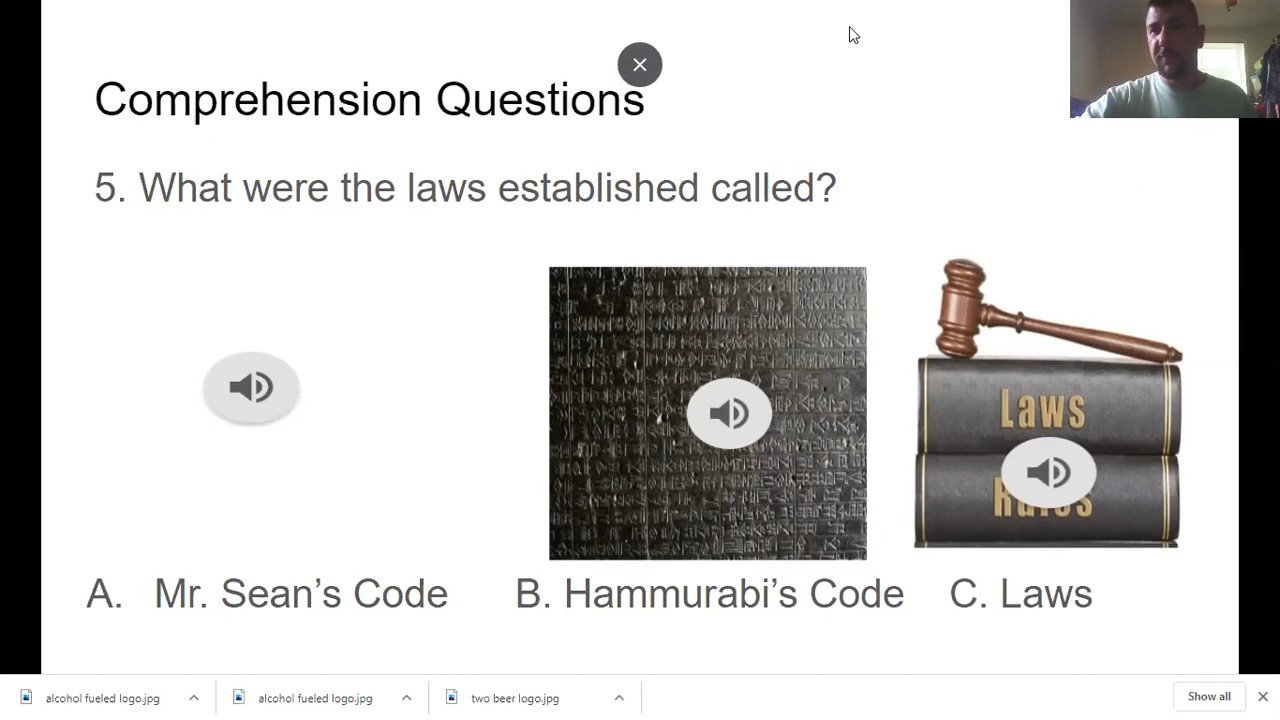 Comprehension Questions
5. What were the laws established called?
Laws
A. Mr. Sean's Code
B. Hammurabi's Code
C. Laws
alcohol fueled logo.jpg
alcohol fueled logo.jpg
two beer logo.jpg
Show all